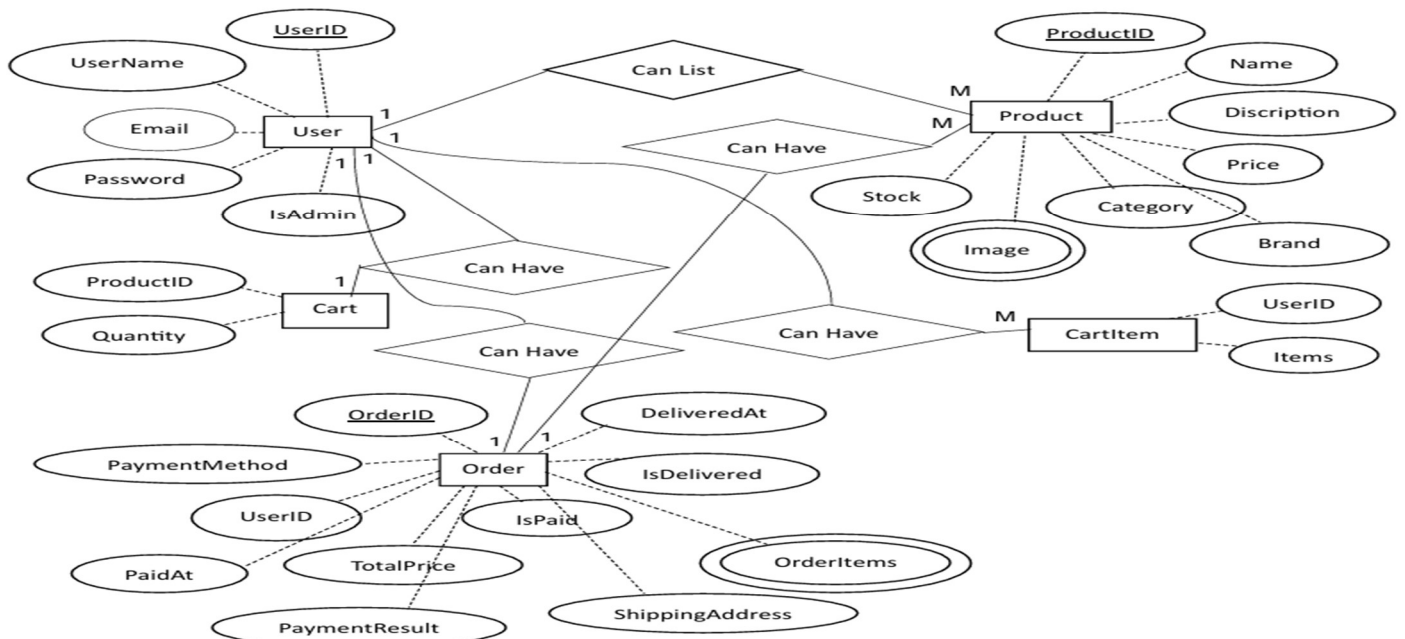 UserID
ProductID
UserName
Can List
Name
M
1
User
Email
1
M
Product
Discription
Can Have
1
1
Price
Password
Stock
Category
IsAdmin
Image
Brand
Can Have
ProductID
1
Cart
UserID
Quantity
M
Can Have
CartItem
Can Have
Items
OrderID
DeliveredAt
1
1
PaymentMethod
Order
IsDelivered
UserID
IsPaid
PaidAt
TotalPrice
OrderItems
ShippingAddress
PaymentResult